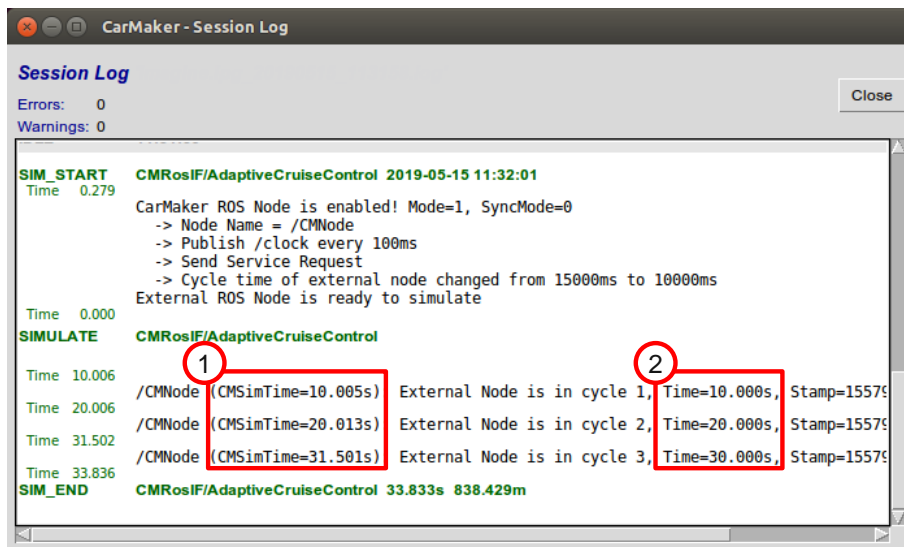 CarMaker - Session Log
Session Log
Close
Errors: 0
Warnings: 0
SIM_START CMRosIF/AdaptiveCruiseControl 2019-05-15 11:32:01
Time 0.279
CarMaker ROS Node is enabled! Mode=1, SyncMode=0
-> Node Name = /CMNode
-> Publish /clock every 100ms
-> Send Service Request
-> Cycle time of external node changed from 15000ms to 10000ms
External ROS Node is ready to simulate
Time 0.000
SIMULATE CMRosIF/AdaptiveCruiseControl
1 2
Time 10.006
/CMNode (CMSimTime=10.005s) External Node is in cycle 1, Time=10.000s, Stamp=15579
Time 20.006
/CMNode (CMSimTime=20.013s) External Node is in cycle 2, Time=20.000s, Stamp=15579
Time 31.502
/CMNode (CMSimTime=31.501s) External Node is in cycle 3, Time=30.000s, Stamp=15579
Time 33.836
SIM_END CMRosIF/AdaptiveCruiseControl 33.833s 838.429m